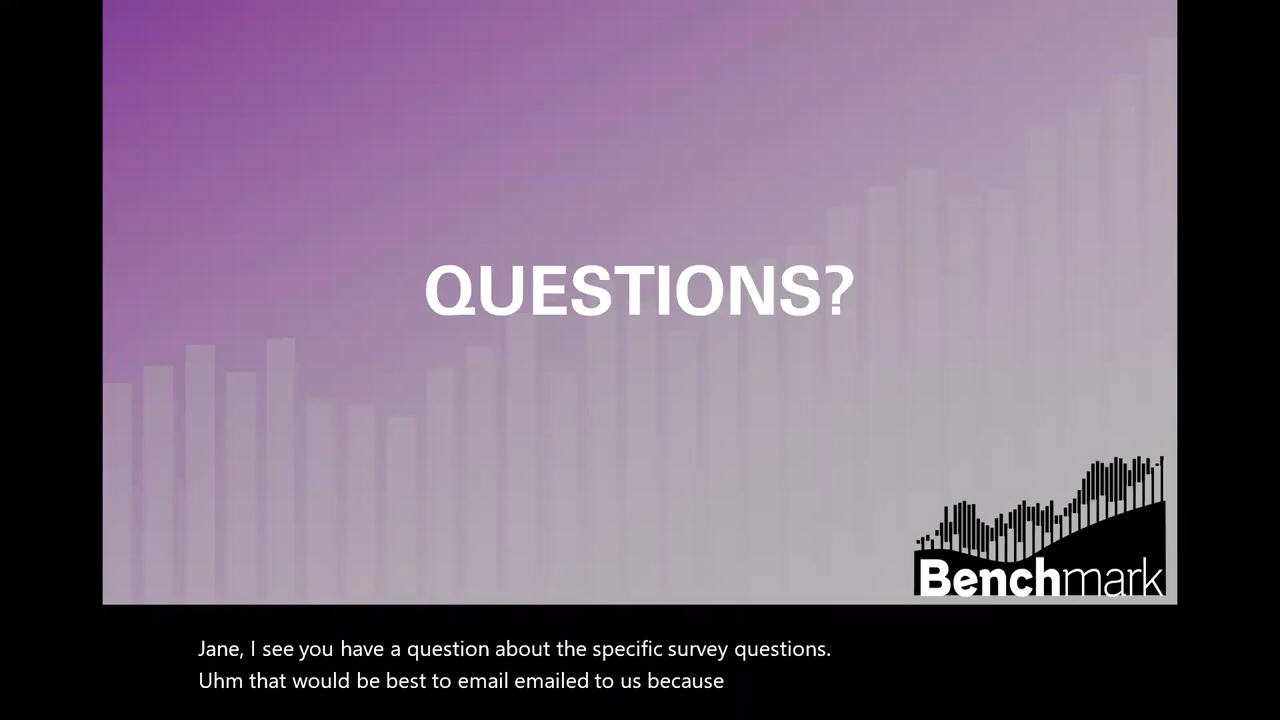 QUESTIONS?
Benchmark
Jane, I see you have a question about the specific survey questions.
Uhm that would be best to email emailed to us because